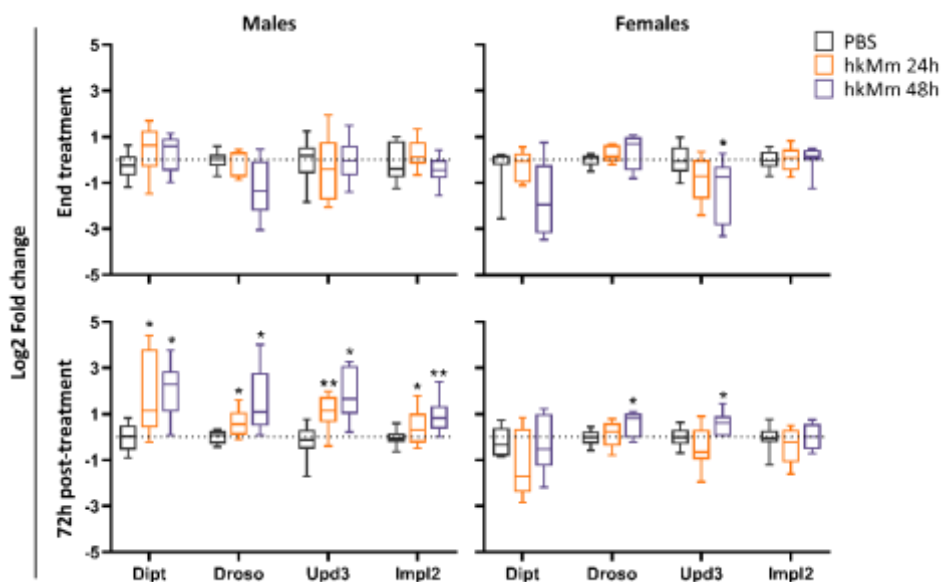 Males
Females
PBS
hkMm 24h
hkMm 48h
Log2 Fold change
End treatment
5
3
1
-1
-3
-5
*
72h post-treatment
5
3
1
-1
-3
-5
* * * * ** * * **
* *
Dipt Droso Upd3 Impl2
Dipt Droso Upd3 Impl2